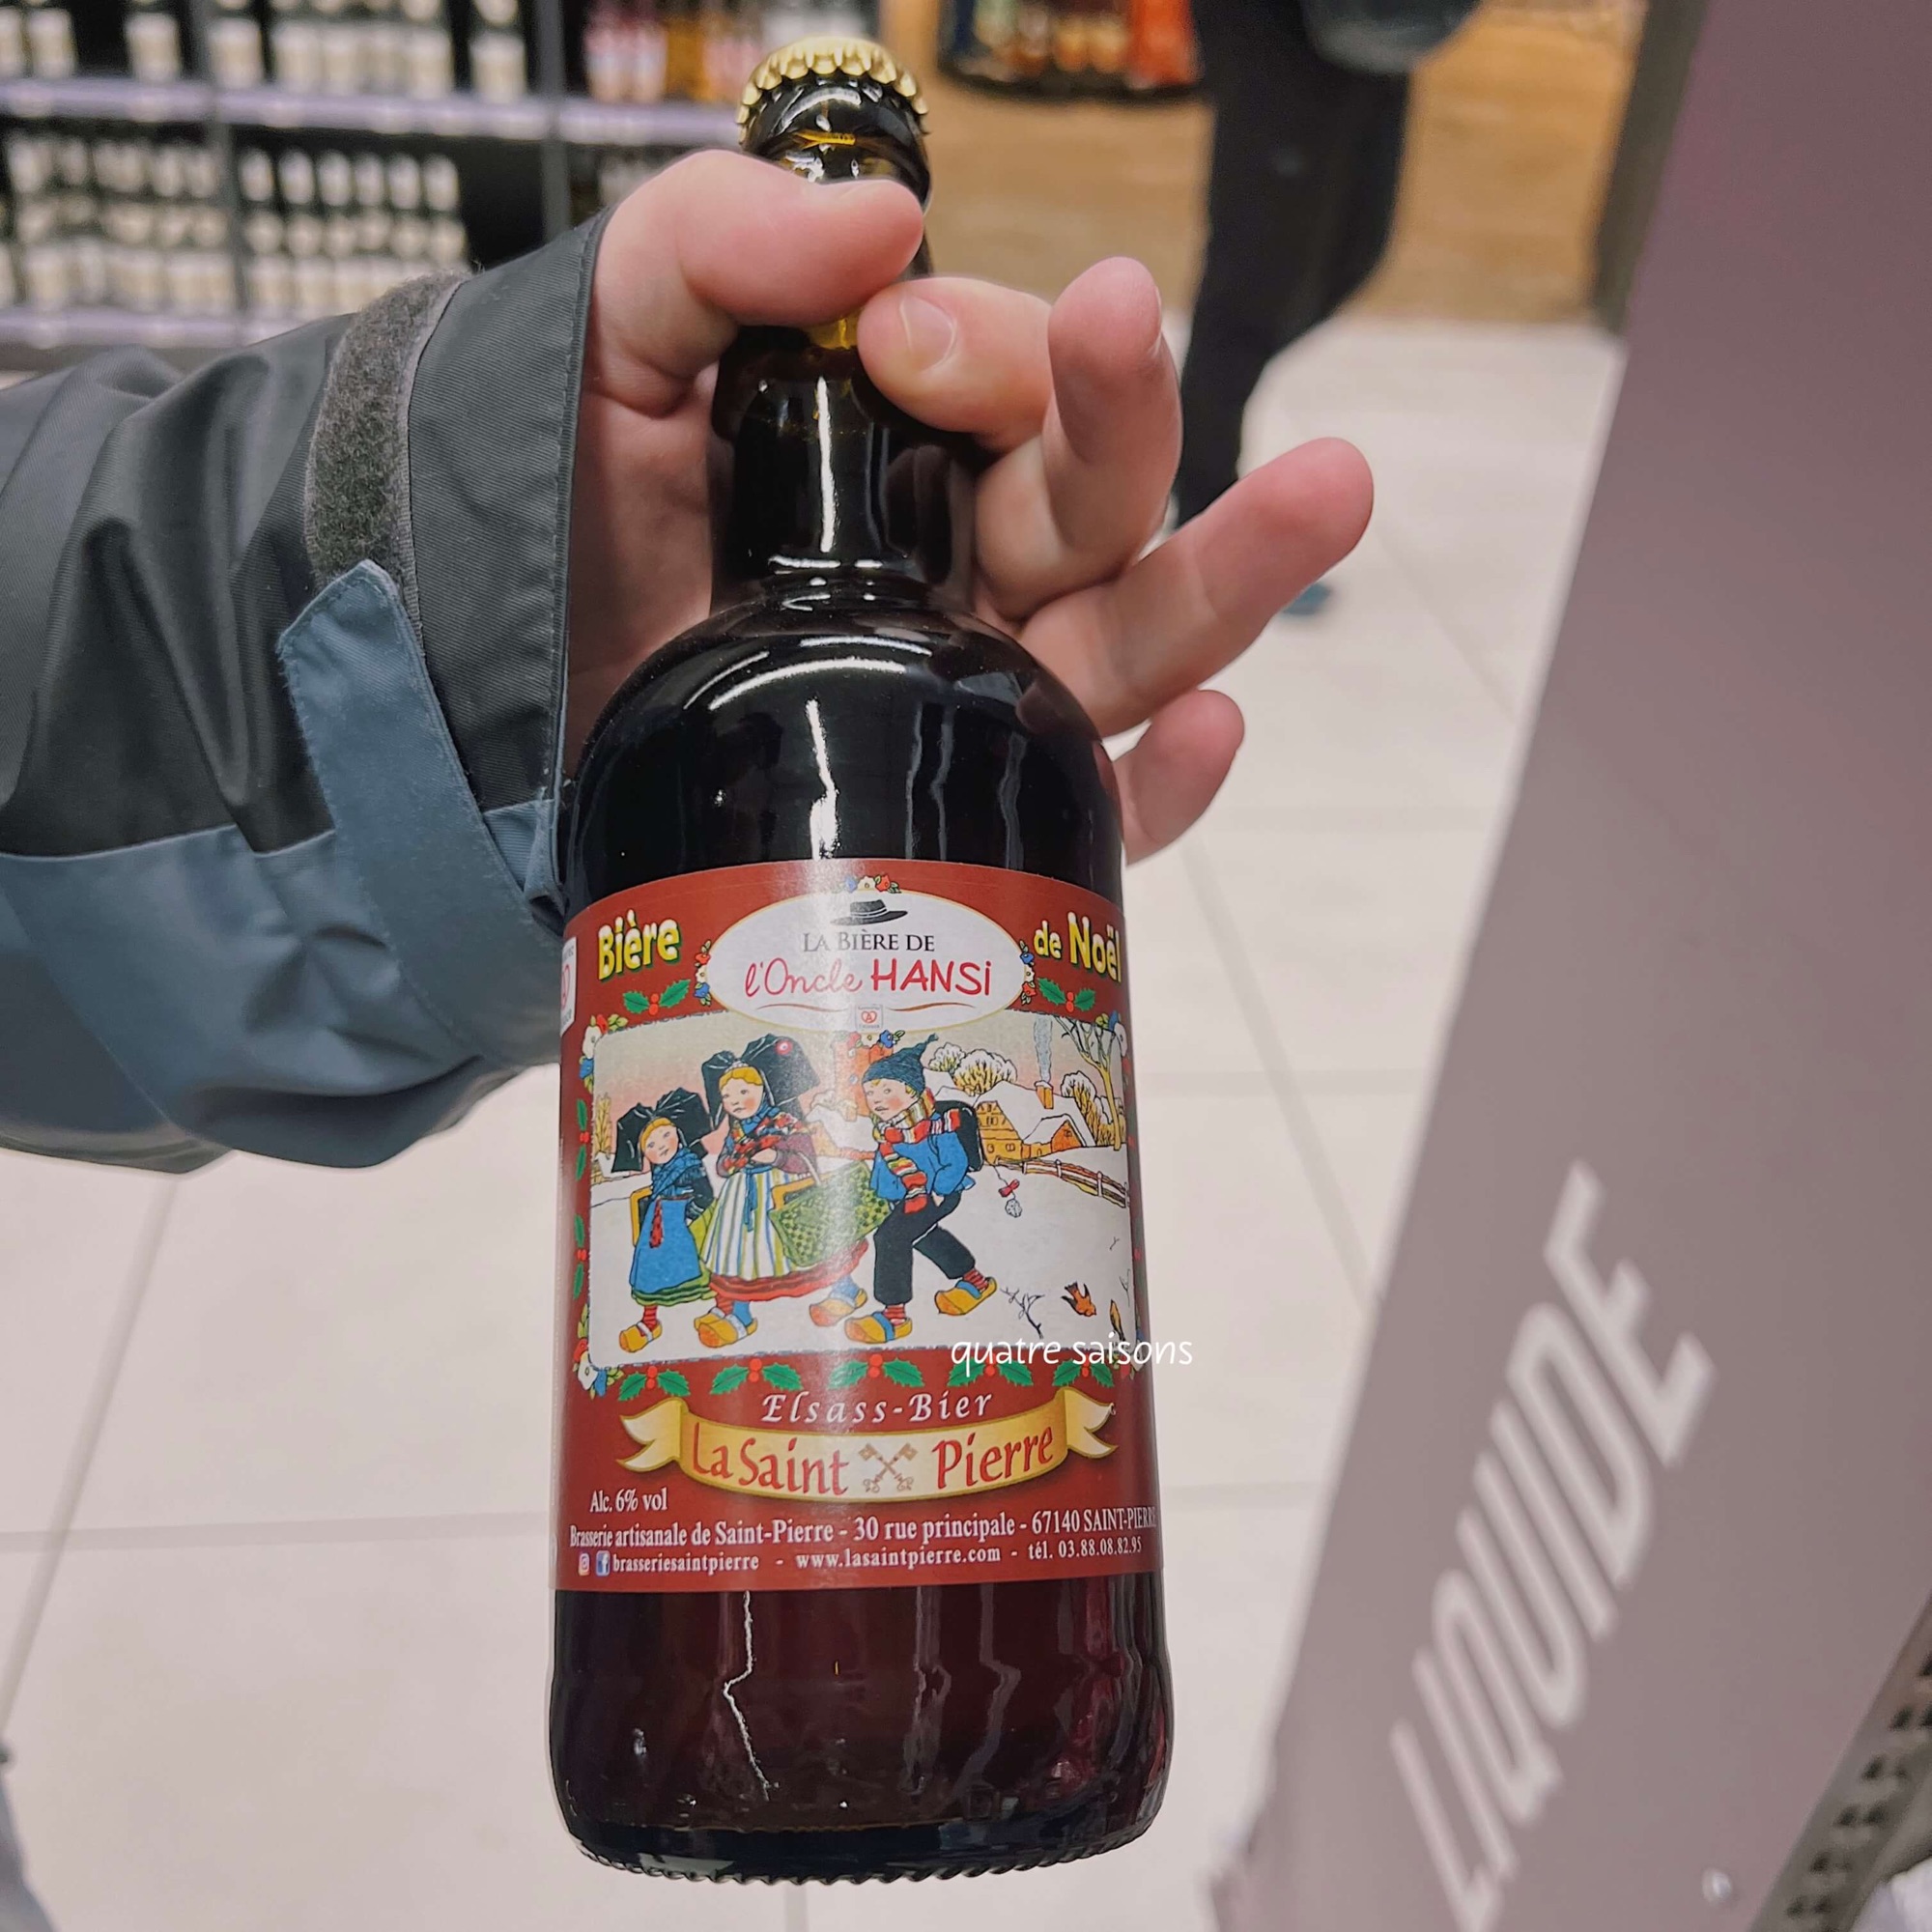 Bière
de Noël
LA BIÈRE DE
l'Oncle HANSi
quatre saisons
Elsass-Bier
La Saint Pierre
Alc. 6% vol
Brasserie artisanale de Saint-Pierre - 30 rue principale - 67140 SAINT-PIERRE
brasseriesaintpierre - www.lasaintpierre.com - tél. 03.88.08.82.95
LIQUIDE